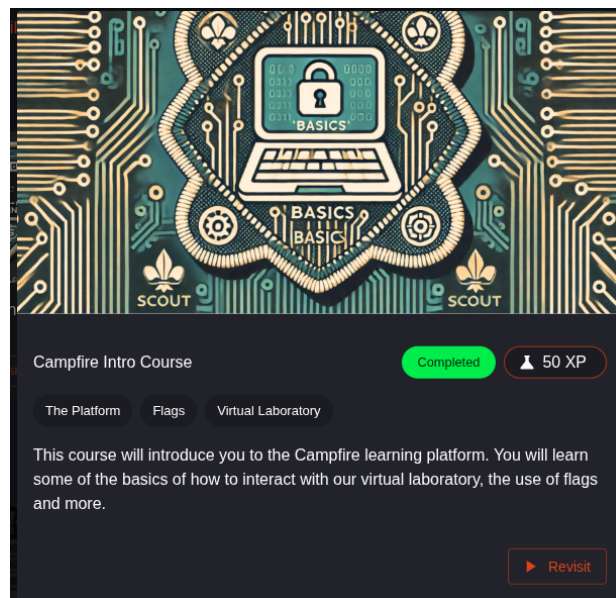 'BASICS'
BASICS
BASIC
SCOUT
SCOUT
Campfire Intro Course
Completed
50 XP
The Platform
Flags
Virtual Laboratory
This course will introduce you to the Campfire learning platform. You will learn
some of the basics of how to interact with our virtual laboratory, the use of flags
and more.
Revisit